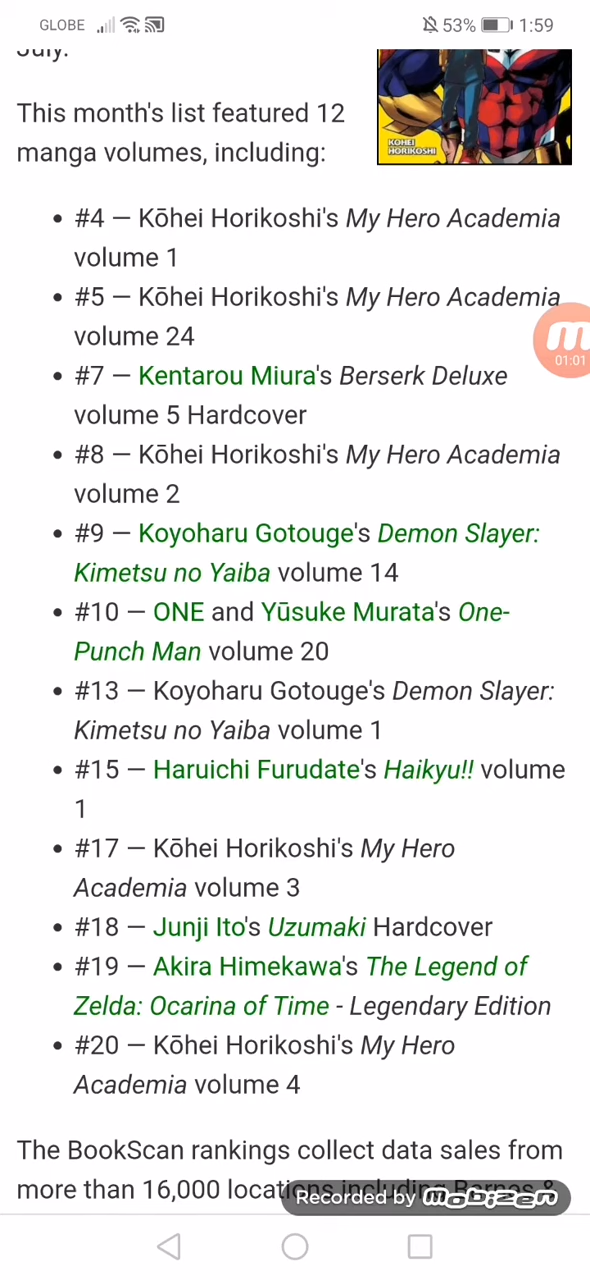 GLOBE 53% 1:59
July.
KOHEI
HORIKOSHI
This month's list featured 12
manga volumes, including:
• #4 — Kōhei Horikoshi's My Hero Academia
volume 1
• #5 — Kōhei Horikoshi's My Hero Academia
volume 24
m
01:01
• #7 — Kentarou Miura's Berserk Deluxe
volume 5 Hardcover
• #8 — Kōhei Horikoshi's My Hero Academia
volume 2
• #9 — Koyoharu Gotouge's Demon Slayer:
Kimetsu no Yaiba volume 14
• #10 — ONE and Yūsuke Murata's One-
Punch Man volume 20
• #13 — Koyoharu Gotouge's Demon Slayer:
Kimetsu no Yaiba volume 1
• #15 — Haruichi Furudate's Haikyu!! volume
1
• #17 — Kōhei Horikoshi's My Hero
Academia volume 3
• #18 — Junji Ito's Uzumaki Hardcover
• #19 — Akira Himekawa's The Legend of
Zelda: Ocarina of Time - Legendary Edition
• #20 — Kōhei Horikoshi's My Hero
Academia volume 4
The BookScan rankings collect data sales from
more than 16,000 locations including Barnes &
Recorded by mobizen